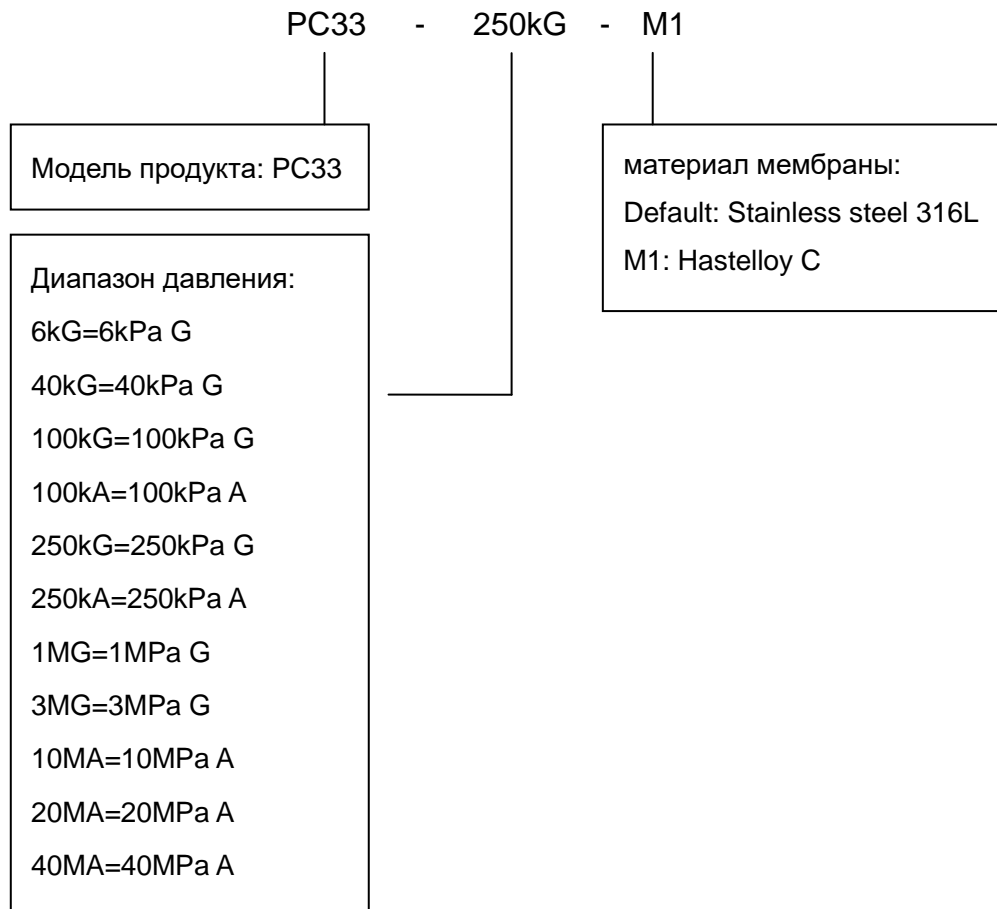 PC33 - 250kG - M1
Модель продукта: PC33
Диапазон давления:
6kG=6kPa G
40kG=40kPa G
100kG=100kPa G
100kA=100kPa A
250kG=250kPa G
250kA=250kPa A
1MG=1MPa G
3MG=3MPa G
10MA=10MPa A
20MA=20MPa A
40MA=40MPa A
материал мембраны:
Default: Stainless steel 316L
M1: Hastelloy C